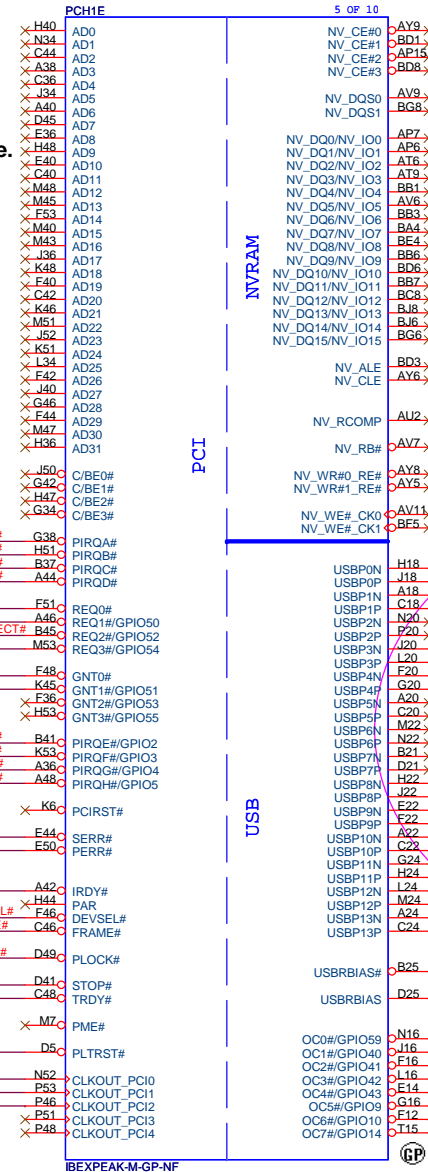 PCH1E
5 OF 10
e.
H40 AD0
N34 AD1
C44 AD2
A38 AD3
C36 AD4
J34 AD5
A40 AD6
D45 AD7
E36 AD8
H48 AD9
E40 AD10
C40 AD11
M48 AD12
M45 AD13
F53 AD14
M40 AD15
M43 AD16
J36 AD17
K48 AD18
F40 AD19
C42 AD20
K46 AD21
M51 AD22
J52 AD23
K51 AD24
L34 AD25
F42 AD26
J40 AD27
G46 AD28
F44 AD29
M47 AD30
H36 AD31
J50 C/BE0#
G42 C/BE1#
H47 C/BE2#
G34 C/BE3#
# G38 PIRQA#
# H51 PIRQB#
# B37 PIRQC#
# A44 PIRQD#
F51 REQ0#
A46 REQ1#/GPIO50
ECT# B45 REQ2#/GPIO52
M53 REQ3#/GPIO54
F48 GNT0#
K45 GNT1#/GPIO51
F36 GNT2#/GPIO53
H53 GNT3#/GPIO55
# B41 PIRQE#/GPIO2
# K53 PIRQF#/GPIO3
# A36 PIRQG#/GPIO4
# A48 PIRQH#/GPIO5
K6 PCIRST#
E44 SERR#
E50 PERR#
A42 IRDY#
H44 PAR
L# F46 DEVSEL#
# C46 FRAME#
# D49 PLOCK#
D41 STOP#
C48 TRDY#
M7 PME#
D5 PLTRST#
N52 CLKOUT_PCI0
P53 CLKOUT_PCI1
P46 CLKOUT_PCI2
P51 CLKOUT_PCI3
P48 CLKOUT_PCI4
PCI
NVRAM
USB
NV_CE#0 AY9
NV_CE#1 BD1
NV_CE#2 AP15
NV_CE#3 BD8
NV_DQS0 AV9
NV_DQS1 BG8
NV_DQ0/NV_IO0 AP7
NV_DQ1/NV_IO1 AP6
NV_DQ2/NV_IO2 AT6
NV_DQ3/NV_IO3 AT9
NV_DQ4/NV_IO4 BB1
NV_DQ5/NV_IO5 AV6
NV_DQ6/NV_IO6 BB3
NV_DQ7/NV_IO7 BA4
NV_DQ8/NV_IO8 BE4
NV_DQ9/NV_IO9 BB6
NV_DQ10/NV_IO10 BD6
NV_DQ11/NV_IO11 BB7
NV_DQ12/NV_IO12 BC8
NV_DQ13/NV_IO13 BJ8
NV_DQ14/NV_IO14 BJ6
NV_DQ15/NV_IO15 BG6
NV_ALE BD3
NV_CLE AY6
NV_RCOMP AU2
NV_RB# AV7
NV_WR#0_RE# AY8
NV_WR#1_RE# AY5
NV_WE#_CK0 AV11
NV_WE#_CK1 BF5
USBP0N H18
USBP0P J18
USBP1N A18
USBP1P C18
USBP2N N20
USBP2P P20
USBP3N J20
USBP3P L20
USBP4N F20
USBP4P G20
USBP5N A20
USBP5P C20
USBP6N M22
USBP6P N22
USBP7N B21
USBP7P D21
USBP8N H22
USBP8P J22
USBP9N E22
USBP9P F22
USBP10N A22
USBP10P C22
USBP11N G24
USBP11P H24
USBP12N L24
USBP12P M24
USBP13N A24
USBP13P C24
USBRBIAS# B25
USBRBIAS D25
OC0#/GPIO59 N16
OC1#/GPIO40 J16
OC2#/GPIO41 F16
OC3#/GPIO42 L16
OC4#/GPIO43 E14
OC5#/GPIO9 G16
OC6#/GPIO10 F12
OC7#/GPIO14 T15
GP
IBEXPEAK-M-GP-NF